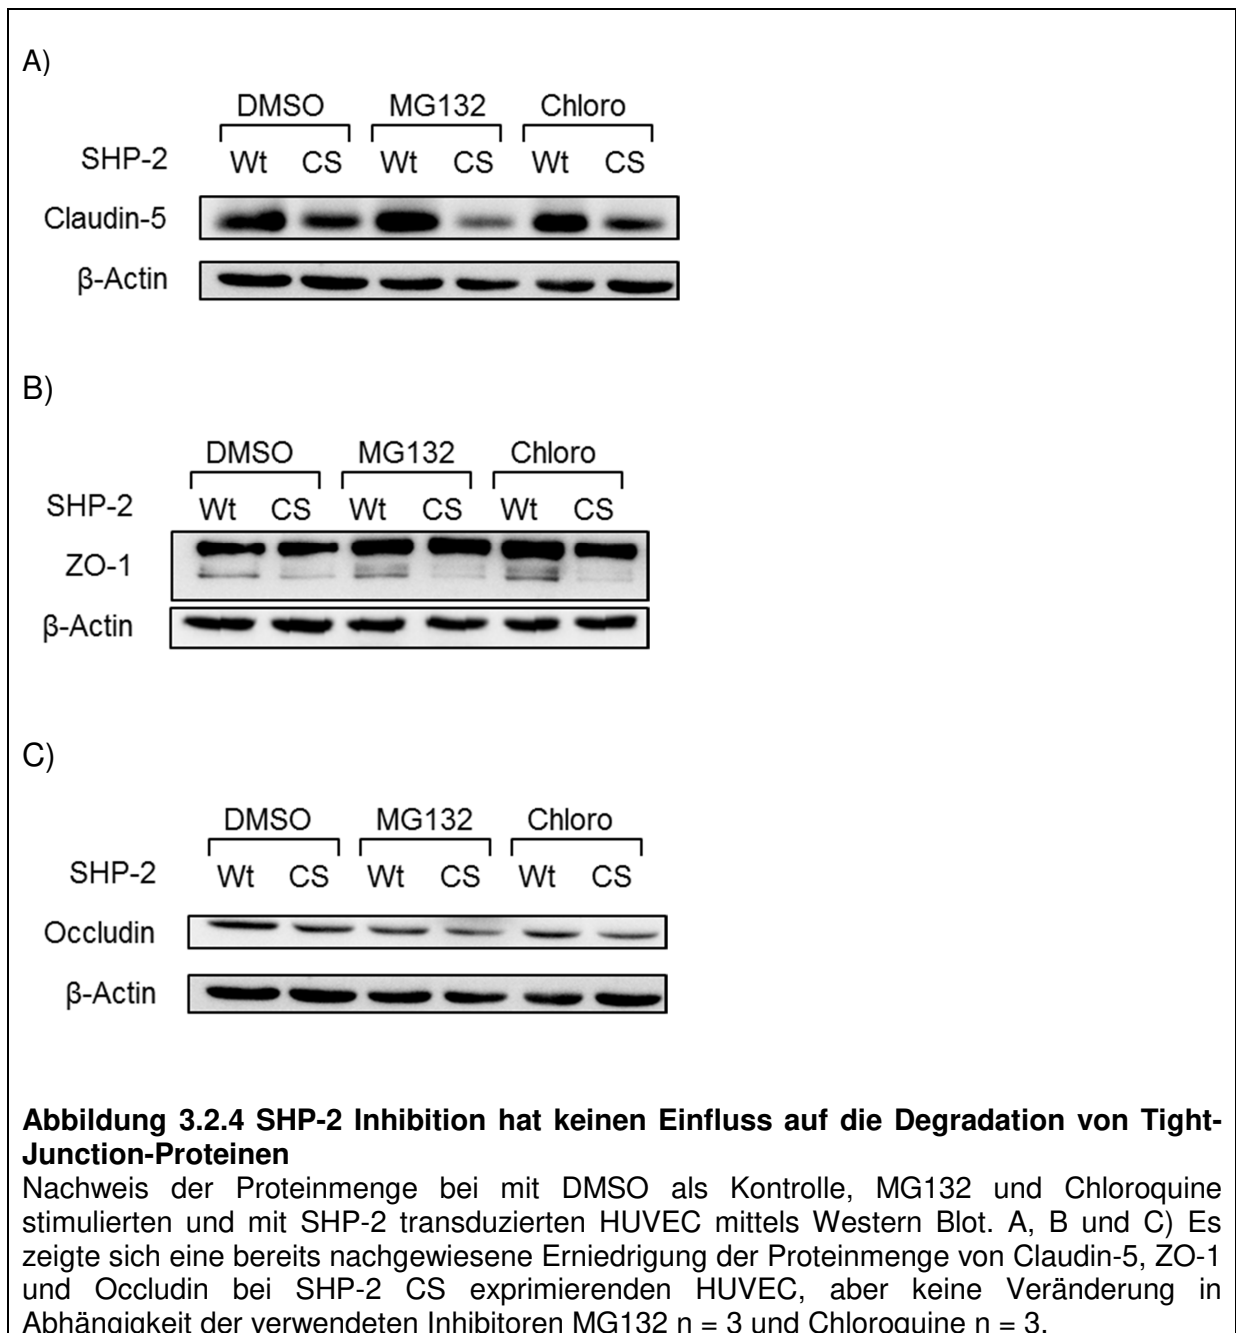 A)
DMSO MG132 Chloro
SHP-2 Wt CS Wt CS Wt CS
Claudin-5
β-Actin
B)
DMSO MG132 Chloro
SHP-2 Wt CS Wt CS Wt CS
ZO-1
β-Actin
C)
DMSO MG132 Chloro
SHP-2 Wt CS Wt CS Wt CS
Occludin
β-Actin
Abbildung 3.2.4 SHP-2 Inhibition hat keinen Einfluss auf die Degradation von Tight-
Junction-Proteinen
Nachweis der Proteinmenge bei mit DMSO als Kontrolle, MG132 und Chloroquine
stimulierten und mit SHP-2 transduzierten HUVEC mittels Western Blot. A, B und C) Es
zeigte sich eine bereits nachgewiesene Erniedrigung der Proteinmenge von Claudin-5, ZO-1
und Occludin bei SHP-2 CS exprimierenden HUVEC, aber keine Veränderung in
Abhängigkeit der verwendeten Inhibitoren MG132 n = 3 und Chloroquine n = 3.